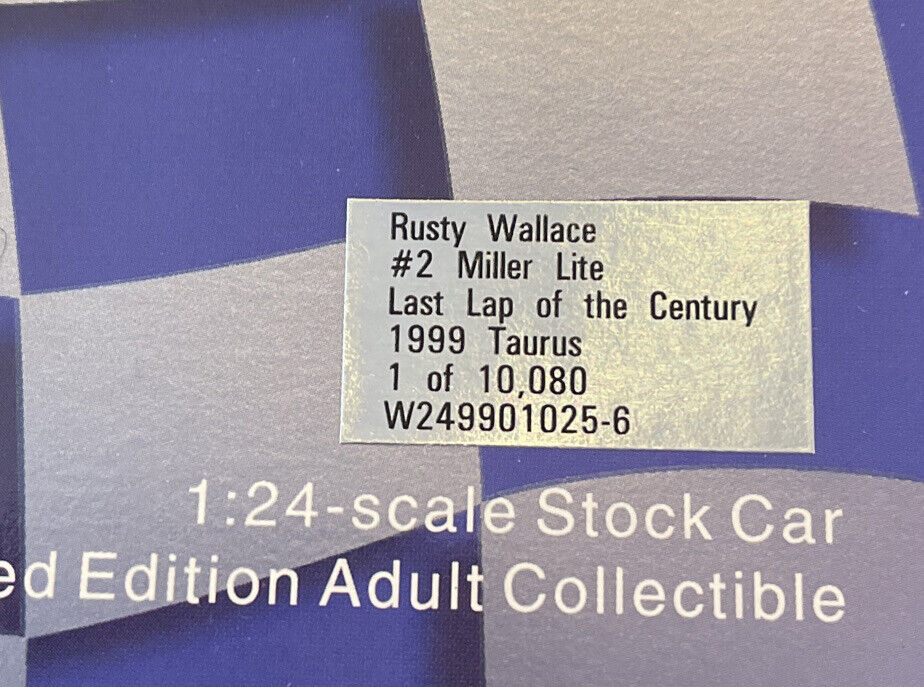 Rusty Wallace
#2 Miller Lite
Last Lap of the Century
1999 Taurus
1 of 10,080
W249901025-6
1:24-scale Stock Car
ed Edition Adult Collectible